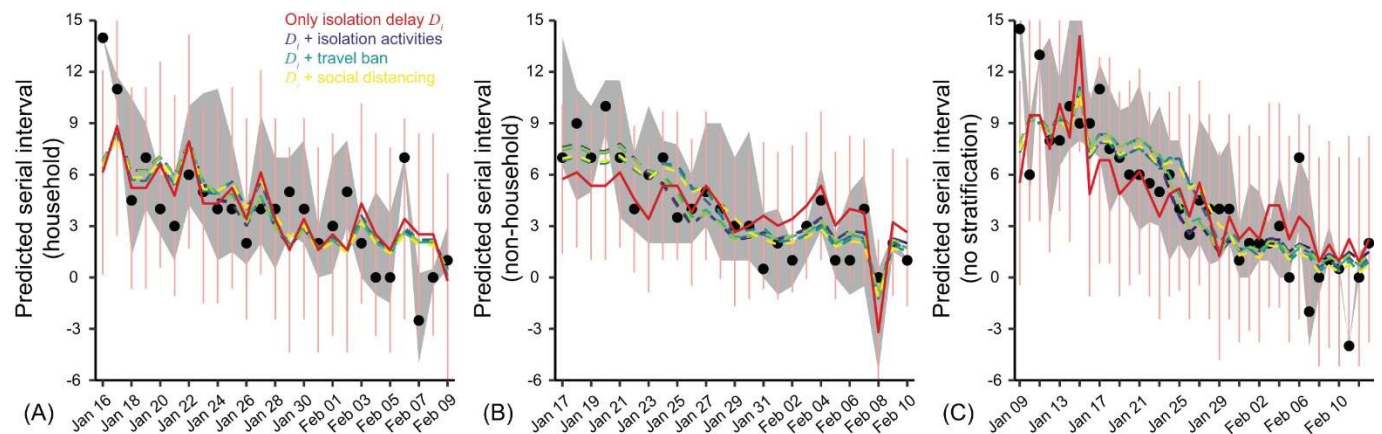 Only isolation delay Di
Di + isolation activities
Di + travel ban
Di + social distancing
Predicted serial interval
(household)
15
12
9
6
3
0
-3
-6
Jan 16
Jan 18
Jan 20
Jan 22
Jan 24
Jan 26
Jan 28
Jan 30
Feb 01
Feb 03
Feb 05
Feb 07
Feb 09
(A)
Predicted serial interval
(non-household)
15
12
9
6
3
0
-3
-6
Jan 17
Jan 19
Jan 21
Jan 23
Jan 25
Jan 27
Jan 29
Jan 31
Feb 02
Feb 04
Feb 06
Feb 08
Feb 10
(B)
Predicted serial interval
(no stratification)
15
12
9
6
3
0
-3
-6
Jan 09
Jan 13
Jan 17
Jan 21
Jan 25
Jan 29
Feb 02
Feb 06
Feb 10
(C)